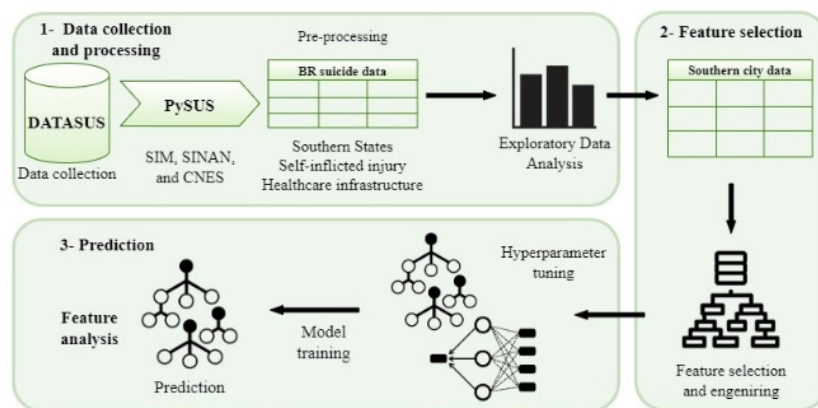 1- Data collection
and processing
DATASUS
Data collection
PySUS
SIM, SINAN,
and CNES
Pre-processing
BR suicide data
Southern States
Self-inflicted injury
Healthcare infrastructure
Exploratory Data
Analysis
2- Feature selection
Southern city data
Feature selection
and engeniring
3- Prediction
Hyperparameter
tuning
Model
training
Feature
analysis
Prediction